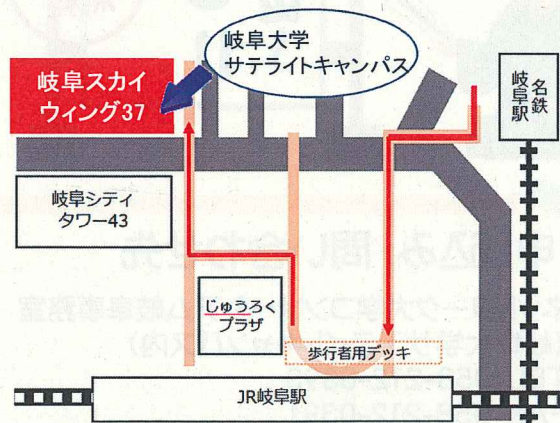 岐阜大学
サテライトキャンパス
岐阜スカイ
ウィング37
名鉄
岐阜駅
岐阜シティ
タワー43
じゅうろく
プラザ
歩行者用デッキ
JR岐阜駅